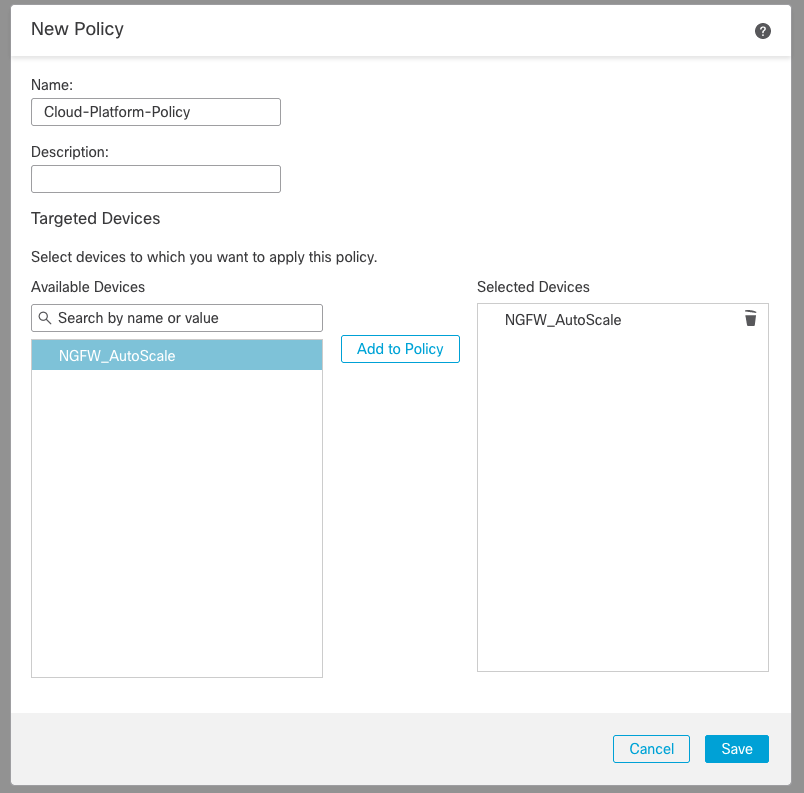 New Policy
?
Name:
Cloud-Platform-Policy
Description:
Targeted Devices
Select devices to which you want to apply this policy.
Available Devices
Search by name or value
NGFW_AutoScale
Add to Policy
Selected Devices
NGFW_AutoScale
Cancel
Save